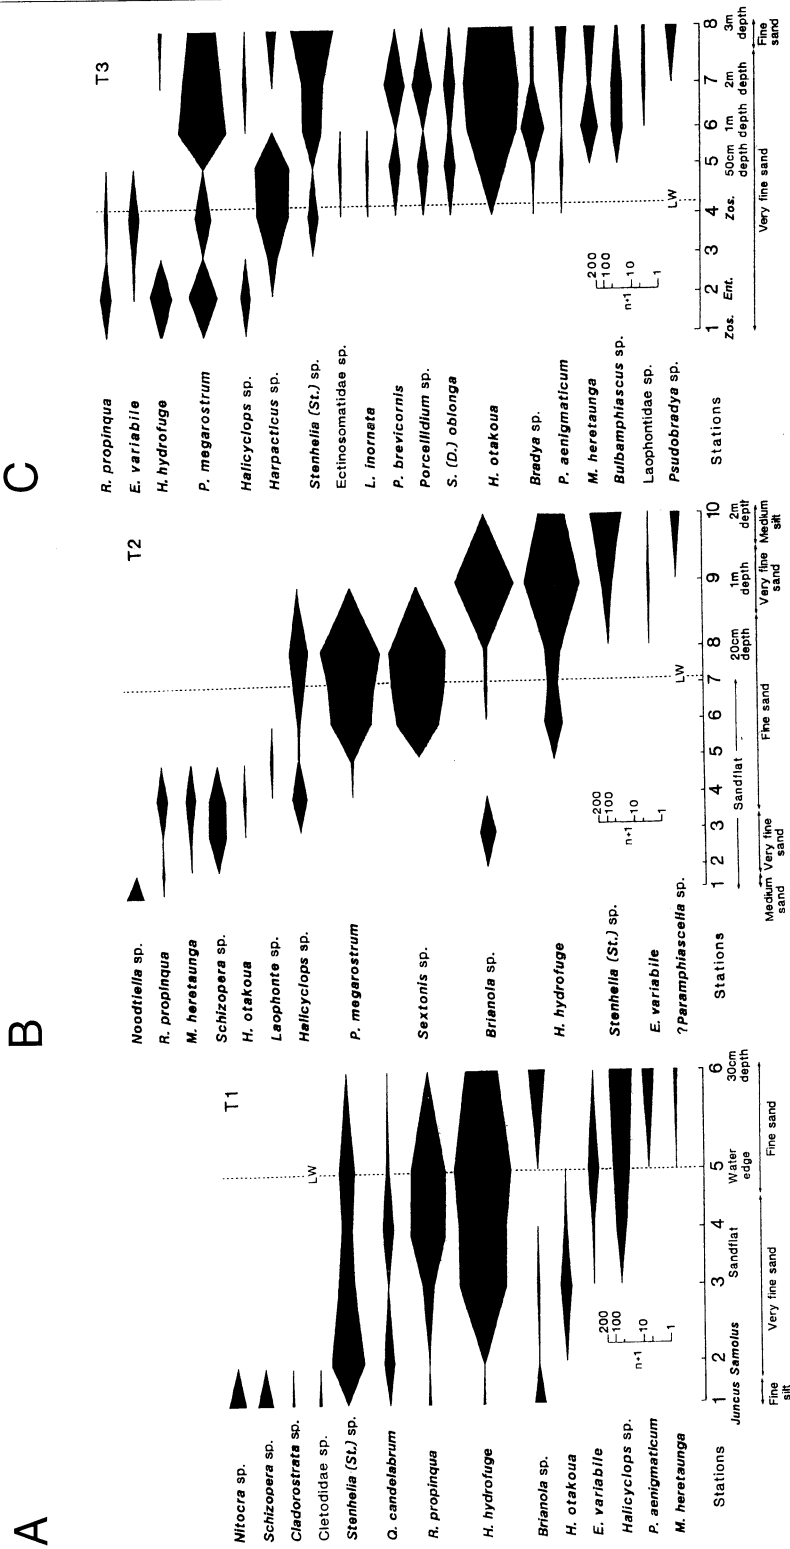 A
T1
Nitocra sp.
Schizopera sp.
Cladorostrata sp.
Cletodidae sp.
Stenhelia (St.) sp.
Q. candelabrum
R. propinqua
H. hydrofuge
Brianola sp.
H. otakoua
E. variabile
Halicyclops sp.
P. aenigmaticum
M. heretaunga
LW
200
100
10
1
n+1
Stations
1 2 3 4 5 6
Juncus Samolus Sandflat Water edge 30cm depth
Fine silt Very fine sand Fine sand
B
T2
Noodtiella sp.
R. propinqua
M. heretaunga
Schizopera sp.
H. otakoua
Laophonte sp.
Halicyclops sp.
P. megarostrum
Sextonis sp.
Brianola sp.
H. hydrofuge
Stenhelia (St.) sp.
E. variabile
?Paramphiascella sp.
LW
200
100
10
1
n+1
Stations
1 2 3 4 5 6 7 8 9 10
Sandflat 20cm depth 1m depth 2m depth
Medium sand Very fine sand Fine sand Very fine sand Medium silt
C
T3
R. propinqua
E. variabile
H. hydrofuge
P. megarostrum
Halicyclops sp.
Harpacticus sp.
Stenhelia (St.) sp.
Ectinosomatidae sp.
L. inornata
P. brevicornis
Porcellidium sp.
S. (D.) oblonga
H. otakoua
Bradya sp.
P. aenigmaticum
M. heretaunga
Bulbamphiascus sp.
Laophontidae sp.
Psudobradya sp.
LW
200
100
10
1
n+1
Stations
1 2 3 4 5 6 7 8
Zos. Ent. Zos. 50cm depth 1m depth 2m depth 3m depth
Very fine sand Fine sand